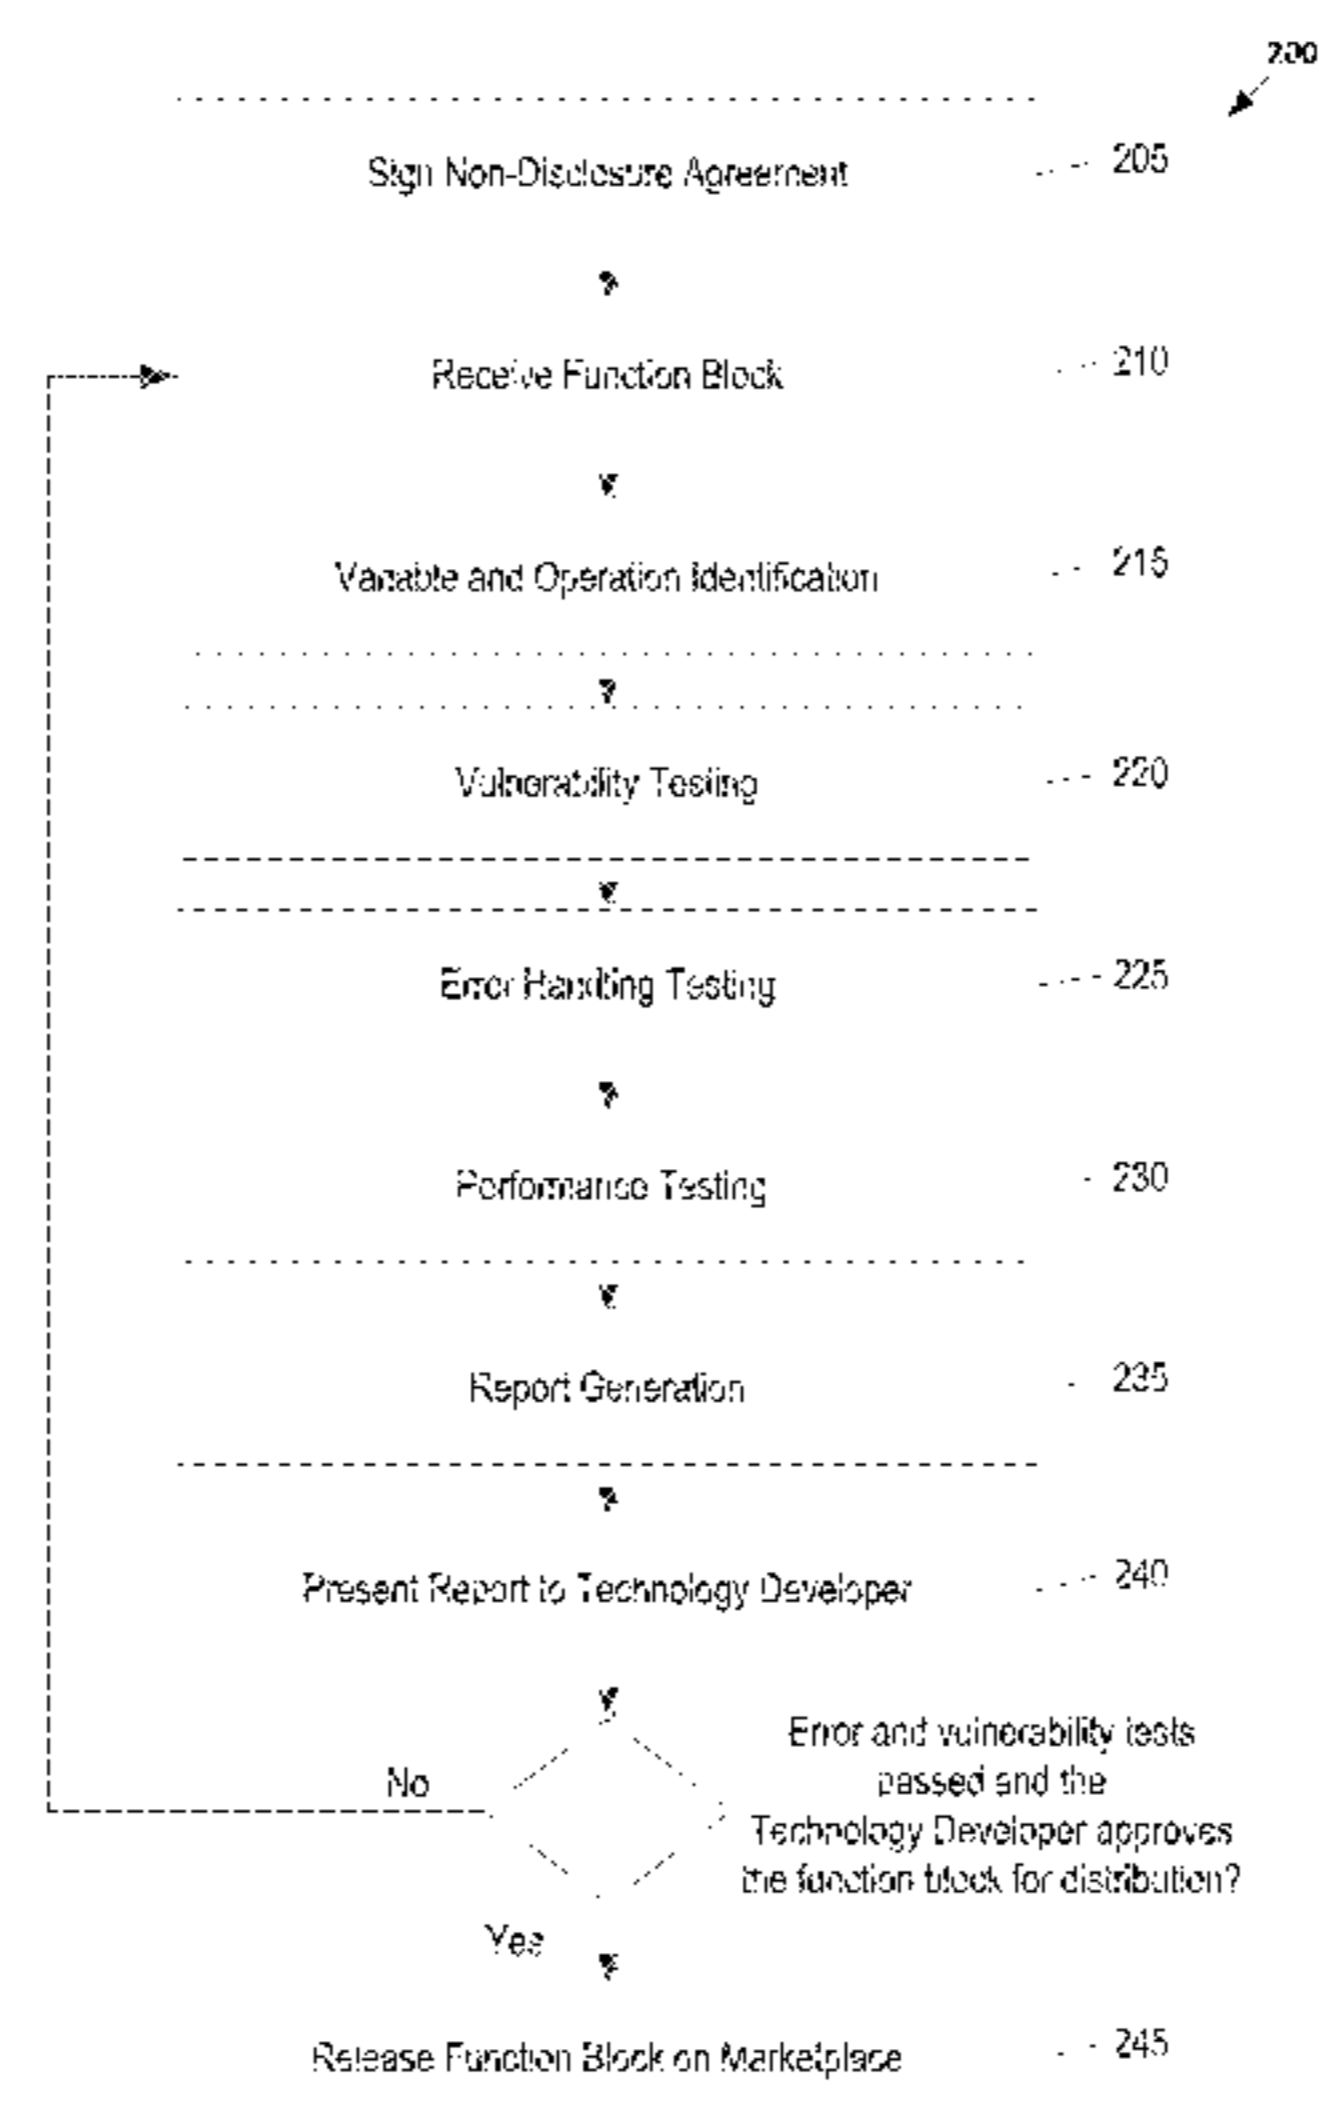 200
Sign Non-Disclosure Agreement
205
Receive Function Block
210
Variable and Operation Identification
215
Vulnerability Testing
220
Error Handling Testing
225
Performance Testing
230
Report Generation
235
Present Report to Technology Developer
240
Error and vulnerability tests
passed and the
Technology Developer approves
the function block for distribution?
No
Yes
Release Function Block on Marketplace
245